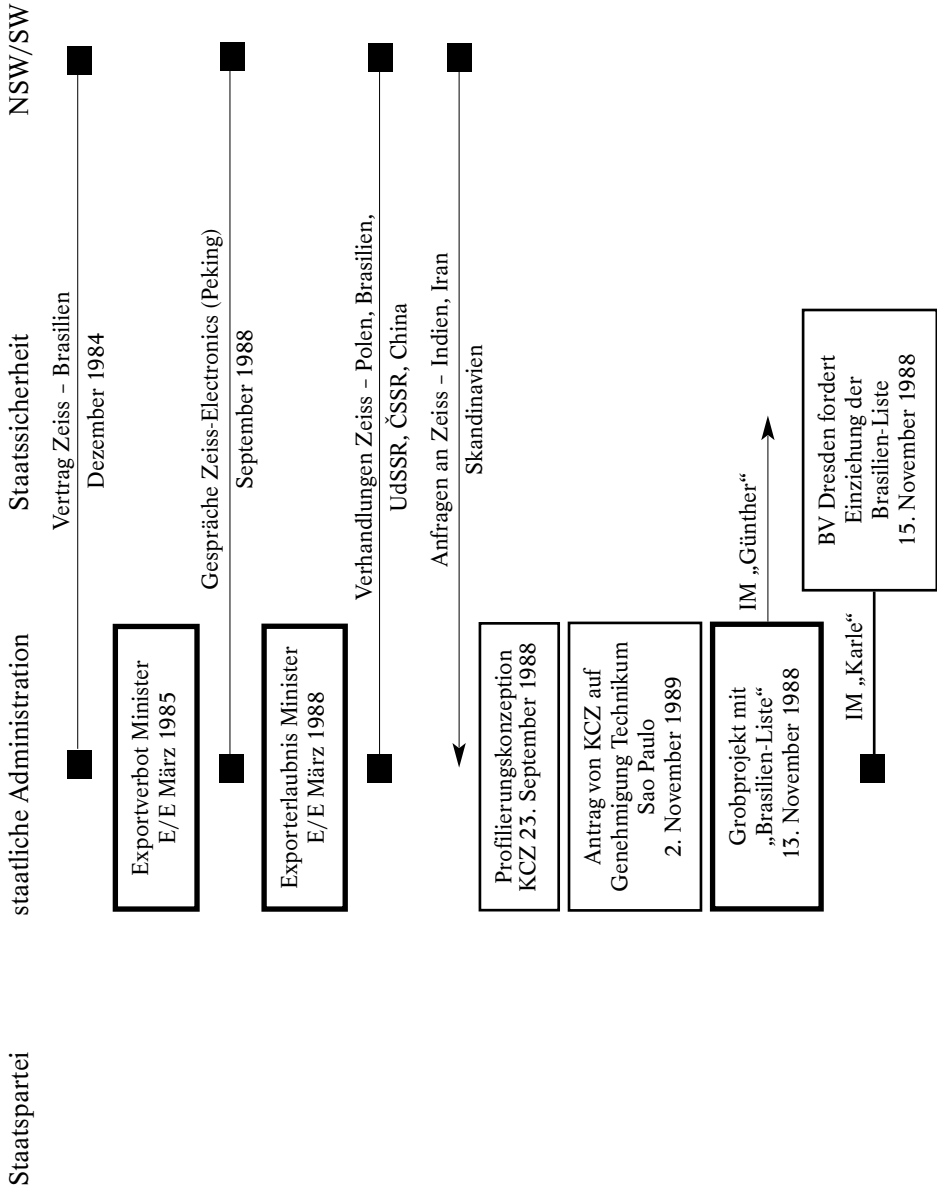 Staatspartei
staatliche Administration
Staatssicherheit
NSW/SW
Vertrag Zeiss – Brasilien
Dezember 1984
Exportverbot Minister
E/E März 1985
Gespräche Zeiss-Electronics (Peking)
September 1988
Exporterlaubnis Minister
E/E März 1988
Verhandlungen Zeiss – Polen, Brasilien,
UdSSR, ČSSR, China
Anfragen an Zeiss – Indien, Iran
Skandinavien
Profilierungskonzeption
KCZ 23. September 1988
Antrag von KCZ auf
Genehmigung Technikum
Sao Paulo
2. November 1989
Grobprojekt mit
„Brasilien-Liste“
13. November 1988
IM „Günther“
IM „Karle“
BV Dresden fordert
Einziehung der
Brasilien-Liste
15. November 1988